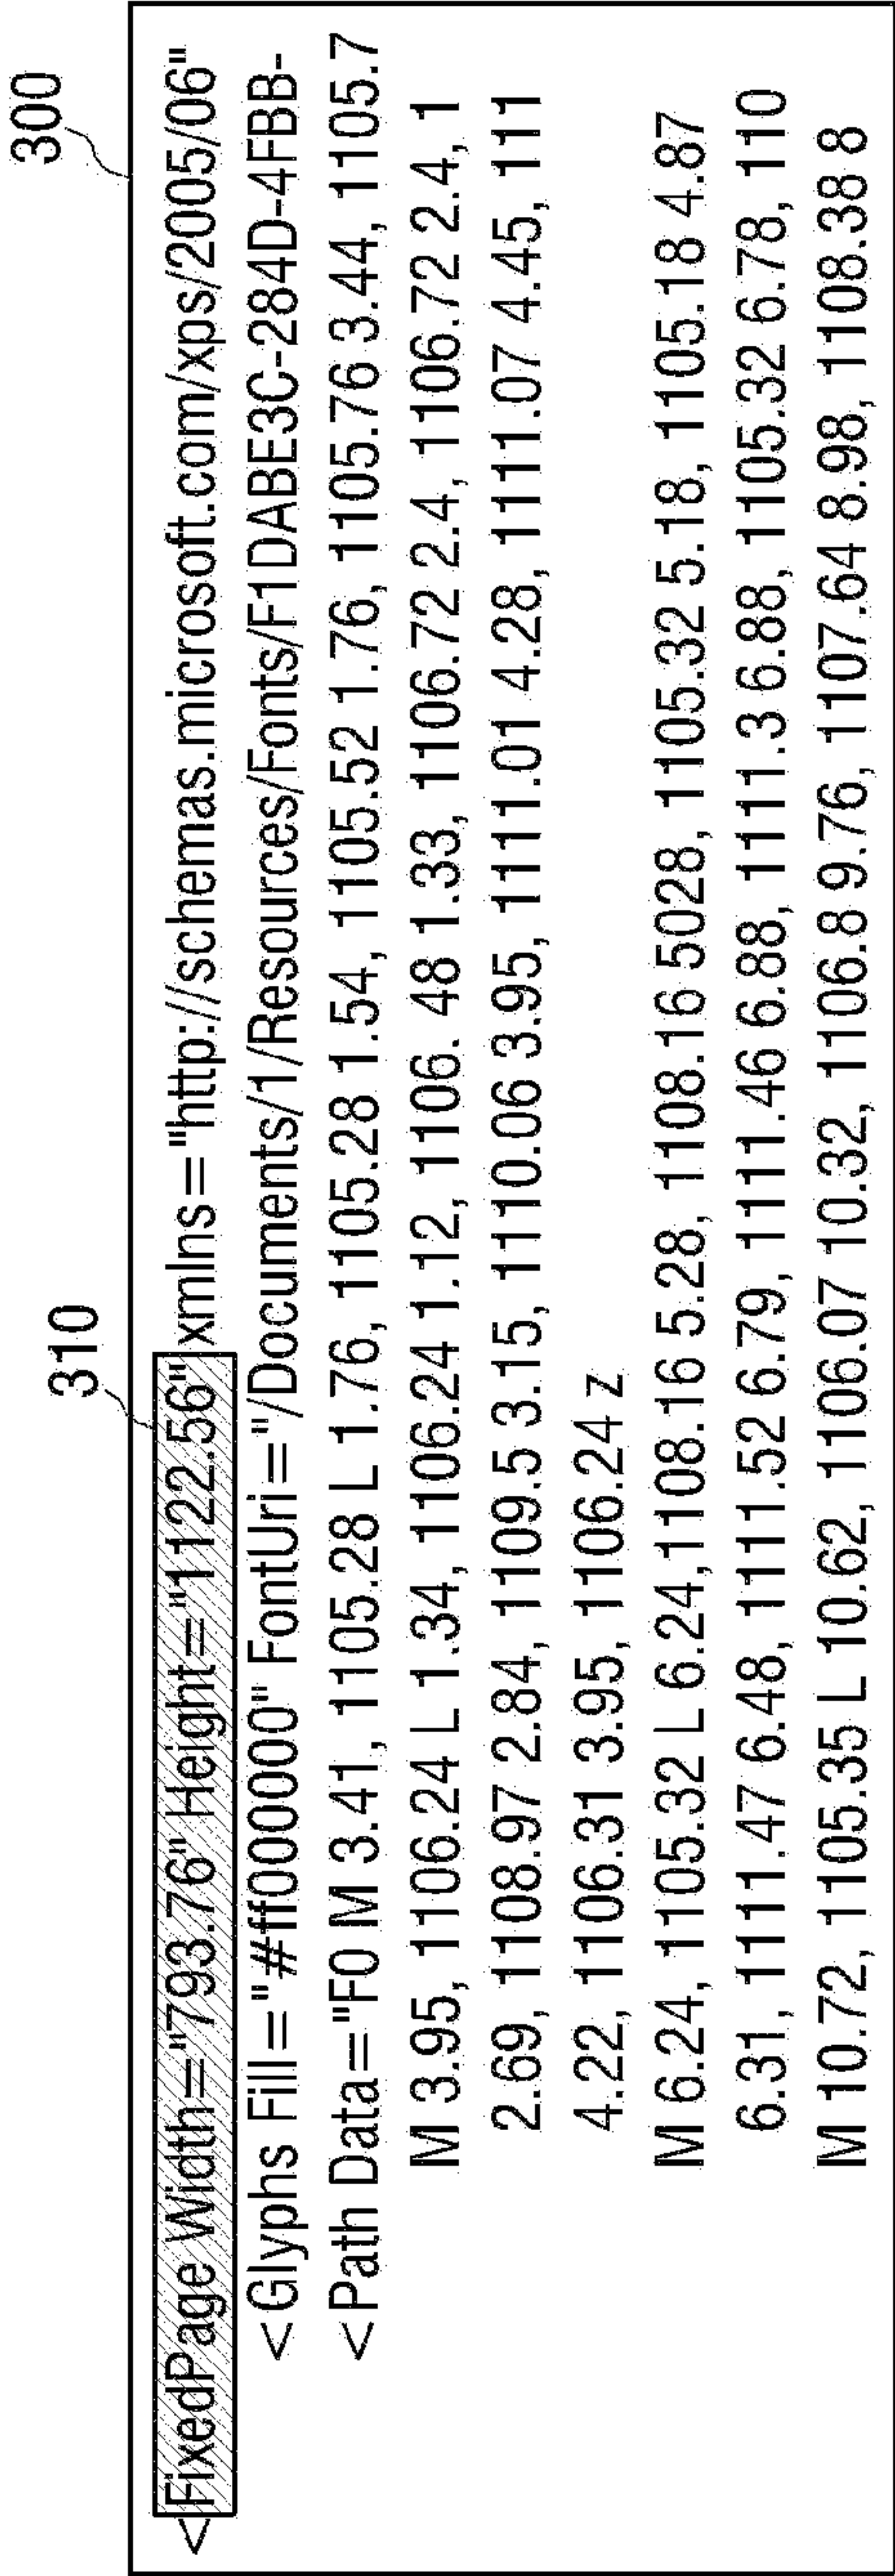 300
310
<FixedPage Width="793.76" Height="1122.56" xmlns="http://schemas.microsoft.com/xps/2005/06"
<Glyphs Fill="#ff000000" FontUri="/Documents/1/Resources/Fonts/F1DABE3C-284D-4FBB-
<Path Data="F0 M 3.41, 1105.28 L 1.76, 1105.28 1.54, 1105.52 1.76, 1105.76 3.44, 1105.7
M 3.95, 1106.24 L 1.34, 1106.24 1.12, 1106. 48 1.33, 1106.72 2.4, 1106.72 2.4, 1
2.69, 1108.97 2.84, 1109.5 3.15, 1110.06 3.95, 1111.01 4.28, 1111.07 4.45, 111
4.22, 1106.31 3.95, 1106.24 z
M 6.24, 1105.32 L 6.24,1108.16 5.28, 1108.16 5028, 1105.32 5.18, 1105.18 4.87
6.31, 1111.47 6.48, 1111.52 6.79, 1111.46 6.88, 1111.3 6.88, 1105.32 6.78, 110
M 10.72, 1105.35 L 10.62, 1106.07 10.32, 1106.8 9.76, 1107.64 8.98, 1108.38 8